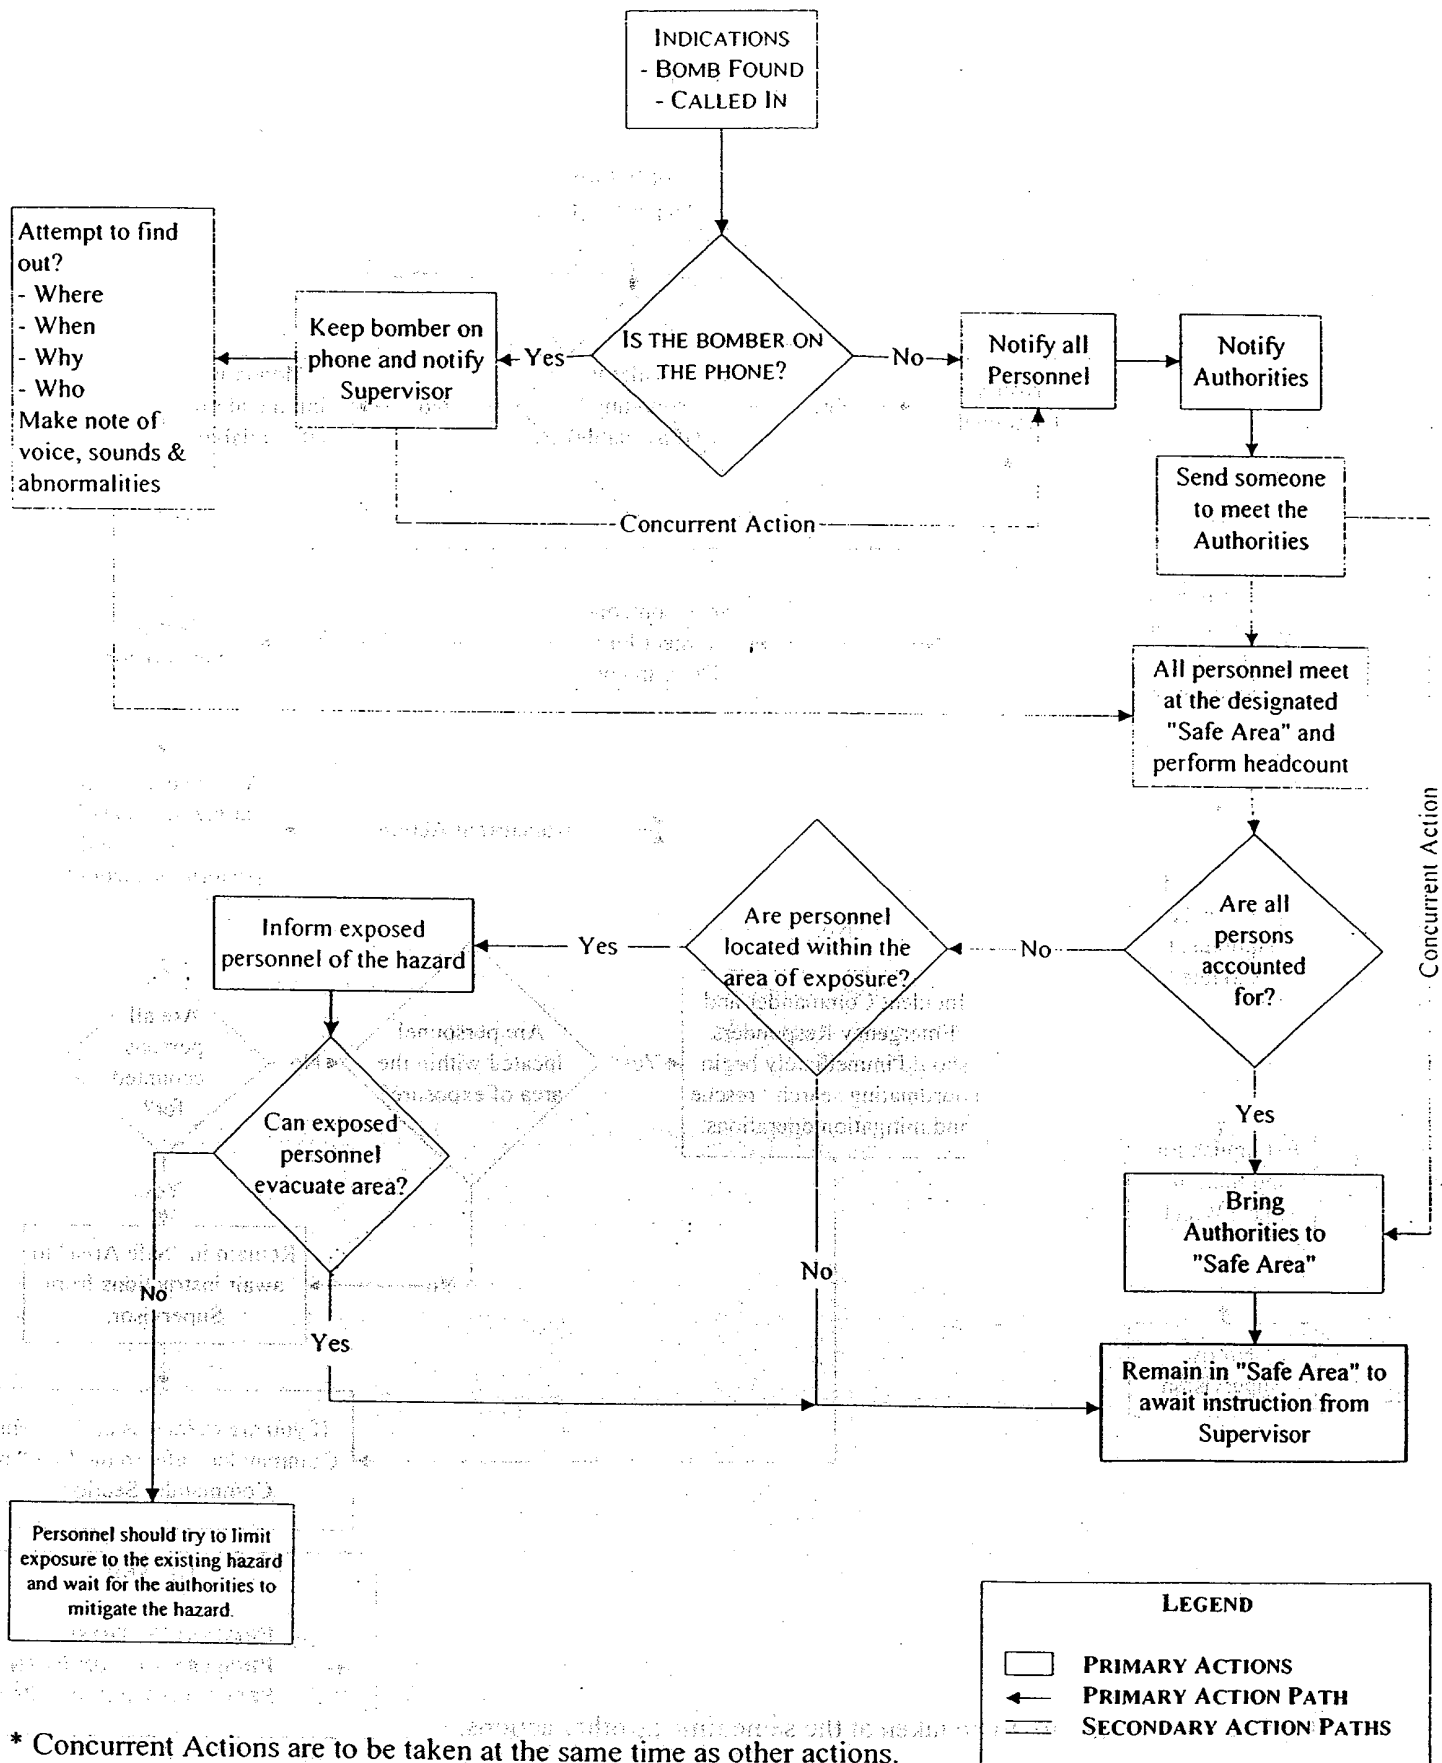 INDICATIONS
- BOMB FOUND
- CALLED IN
IS THE BOMBER ON
THE PHONE?
Yes
Keep bomber on
phone and notify
Supervisor
Attempt to find
out?
- Where
- When
- Why
- Who
Make note of
voice, sounds &
abnormalities
No
Notify all
Personnel
Notify
Authorities
Concurrent Action
Send someone
to meet the
Authorities
All personnel meet
at the designated
"Safe Area" and
perform headcount
Concurrent Action
Are all
persons
accounted
for?
No
Are personnel
located within the
area of exposure?
Yes
Inform exposed
personnel of the hazard
Can exposed
personnel
evacuate area?
Yes
Bring
Authorities to
"Safe Area"
No
No
Yes
Remain in "Safe Area" to
await instruction from
Supervisor
Personnel should try to limit
exposure to the existing hazard
and wait for the authorities to
mitigate the hazard.
LEGEND
PRIMARY ACTIONS
PRIMARY ACTION PATH
SECONDARY ACTION PATHS
* Concurrent Actions are to be taken at the same time as other actions.